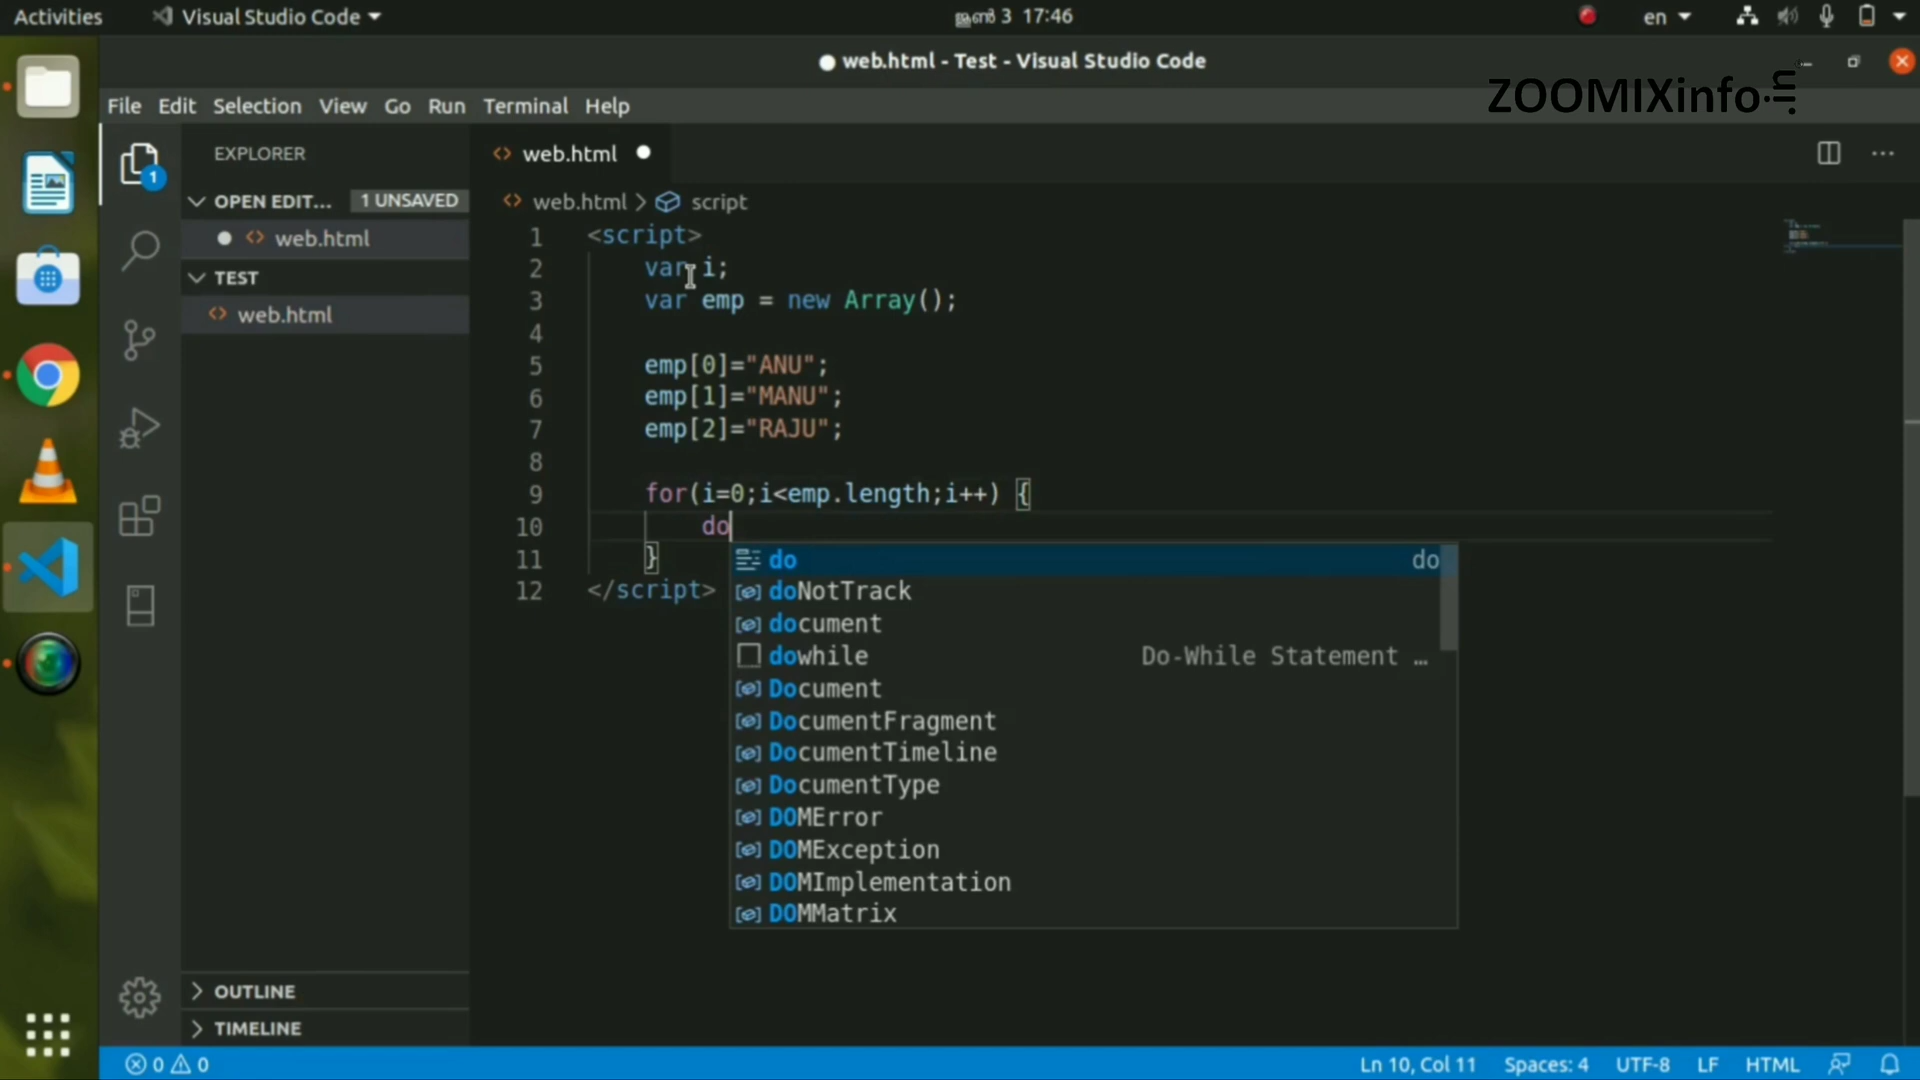 Activities
Visual Studio Code
ജൂൺ 3 17:46
en
web.html - Test - Visual Studio Code
ZOOMIXinfo.in
File Edit Selection View Go Run Terminal Help
EXPLORER
web.html
1
OPEN EDIT...
1 UNSAVED
web.html > script
web.html
TEST
web.html
1 <script>
2 var i;
3 var emp = new Array();
4
5 emp[0]="ANU";
6 emp[1]="MANU";
7 emp[2]="RAJU";
8
9 for(i=0;i<emp.length;i++) {
10 do
11 }
12 </script>
do do
doNotTrack
document
dowhile Do-While Statement …
Document
DocumentFragment
DocumentTimeline
DocumentType
DOMError
DOMException
DOMImplementation
DOMMatrix
OUTLINE
TIMELINE
0 0
Ln 10, Col 11 Spaces: 4 UTF-8 LF HTML